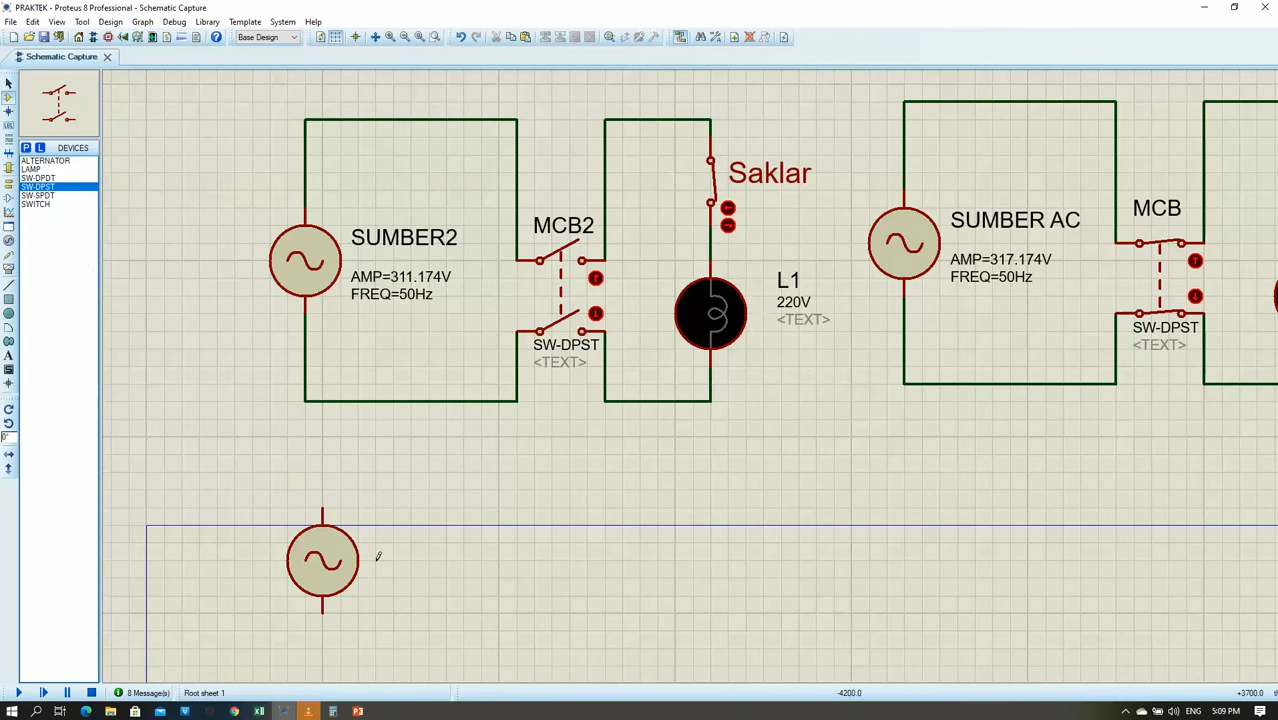 PRAKTEK - Proteus 8 Professional - Schematic Capture
File Edit View Tool Design Graph Debug Library Template System Help
Base Design
Schematic Capture
P L DEVICES
ALTERNATOR
LAMP
SW-DPDT
SW-DPST
SW-SPDT
SWITCH
LBL
A
0°
SUMBER2
AMP=311.174V
FREQ=50Hz
MCB2
SW-DPST
<TEXT>
Saklar
L1
220V
<TEXT>
SUMBER AC
AMP=317.174V
FREQ=50Hz
MCB
SW-DPST
<TEXT>
8 Message(s)
Root sheet 1
-4200.0
+3700.0
ENG
5:09 PM